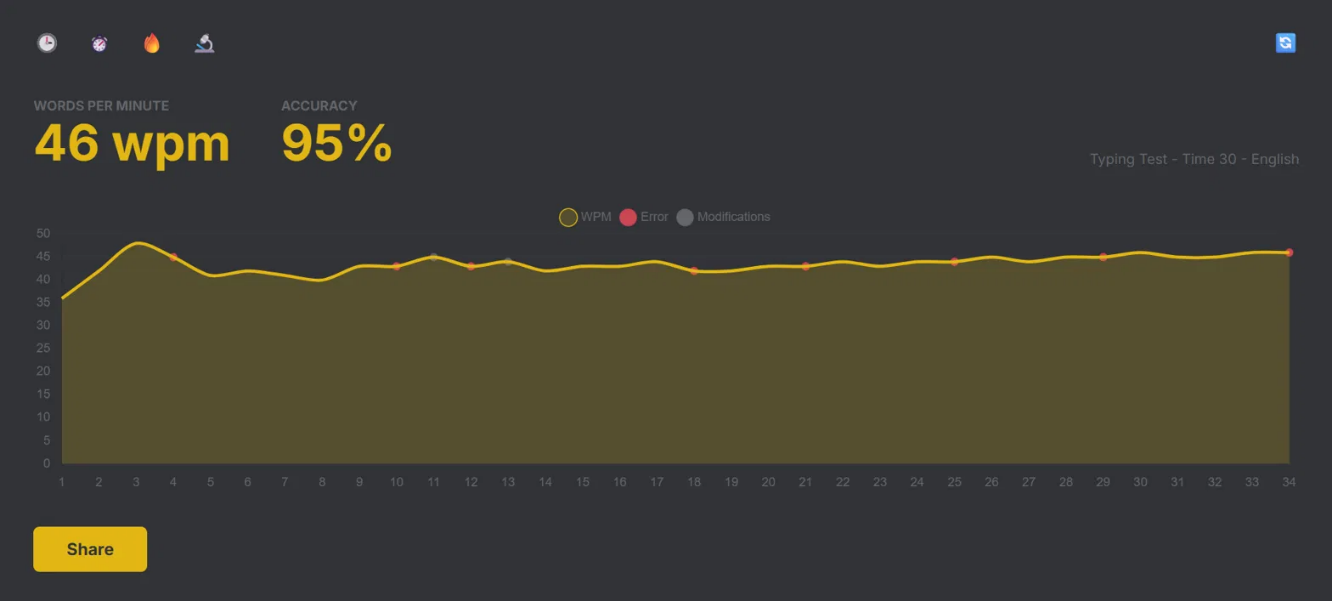 WORDS PER MINUTE
46 wpm
ACCURACY
95%
Typing Test - Time 30 - English
WPM Error Modifications
50
45
40
35
30
25
20
15
10
5
0
1 2 3 4 5 6 7 8 9 10 11 12 13 14 15 16 17 18 19 20 21 22 23 24 25 26 27 28 29 30 31 32 33 34
Share